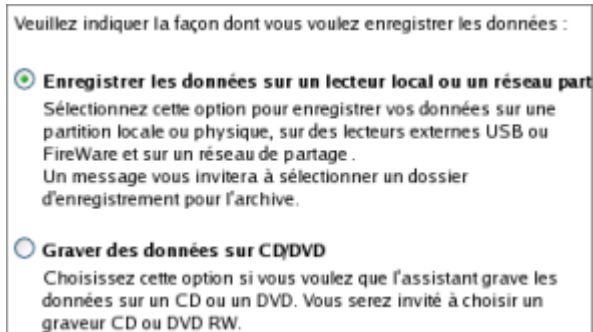 Veuillez indiquer la façon dont vous voulez enregistrer les données :
Enregistrer les données sur un lecteur local ou un réseau part
Sélectionnez cette option pour enregistrer vos données sur une
partition locale ou physique, sur des lecteurs externes USB ou
FireWare et sur un réseau de partage .
Un message vous invitera à sélectionner un dossier
d'enregistrement pour l'archive.
Graver des données sur CD/DVD
Choisissez cette option si vous voulez que l'assistant grave les
données sur un CD ou un DVD. Vous serez invité à choisir un
graveur CD ou DVD RW.